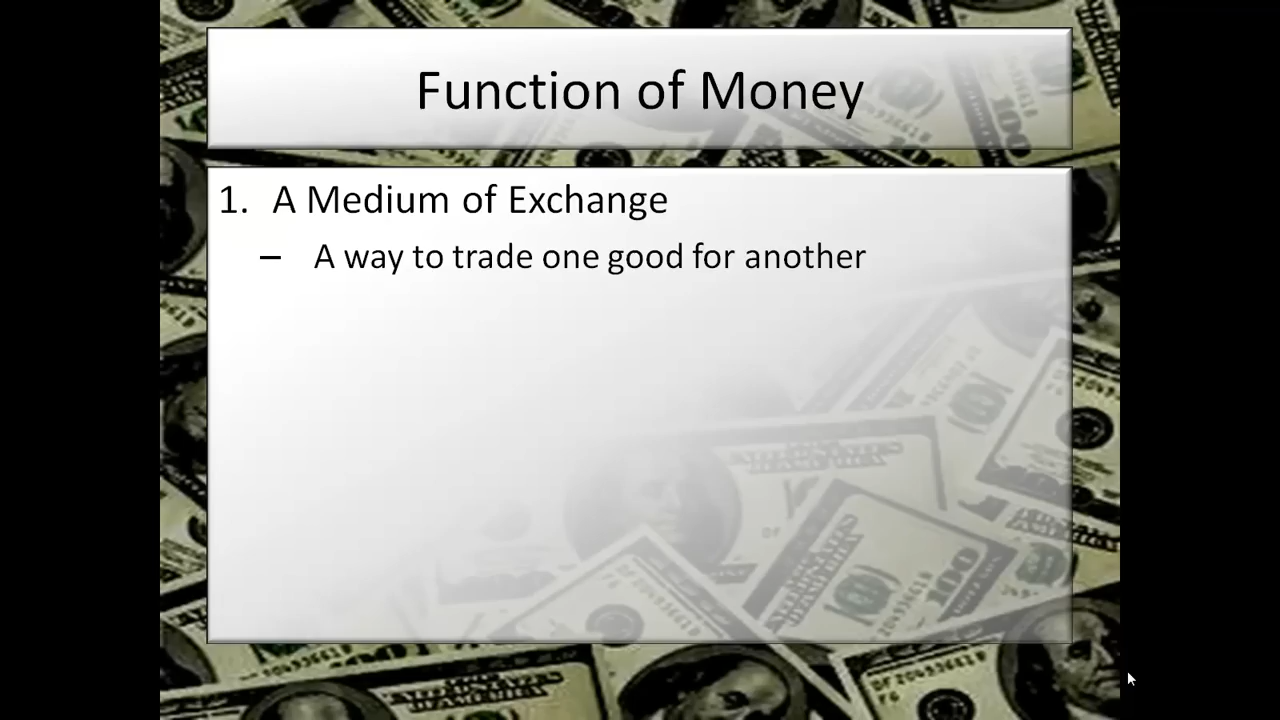 Function of Money
1. A Medium of Exchange
– A way to trade one good for another